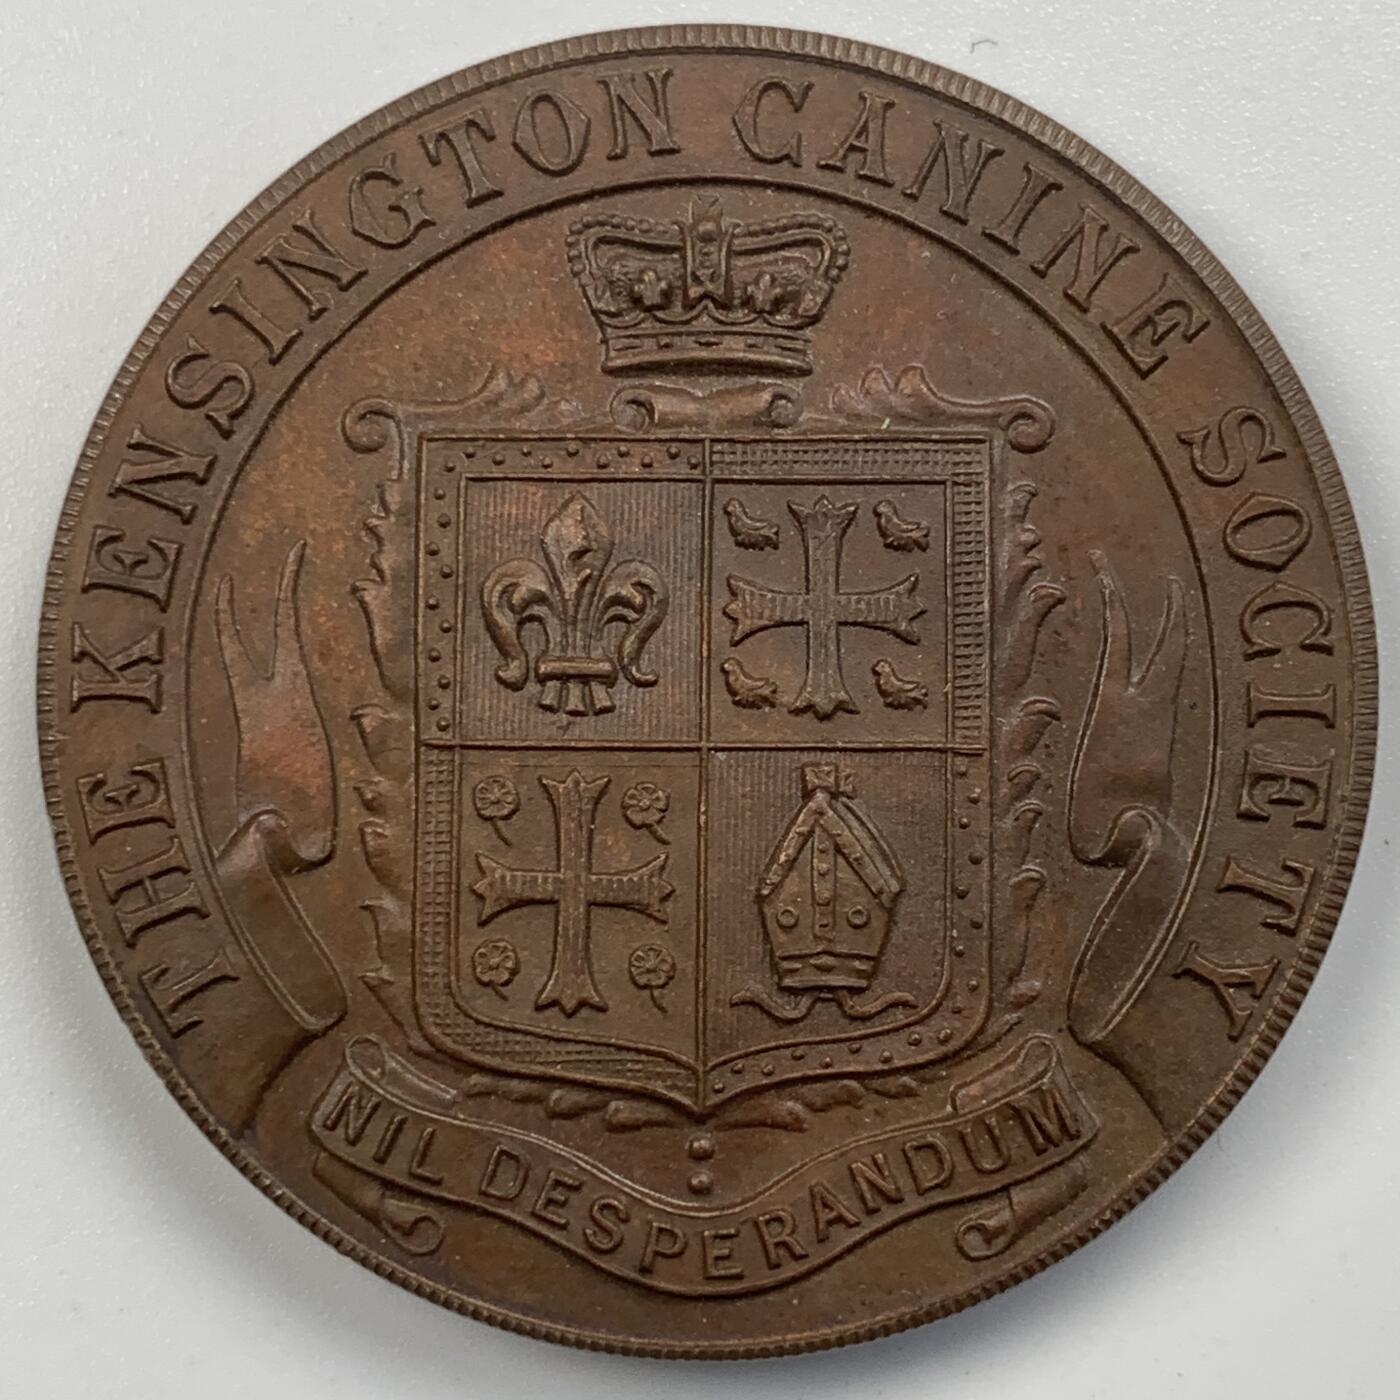 THE KENSINGTON CANINE SOCIETY
NIL DESPERANDUM